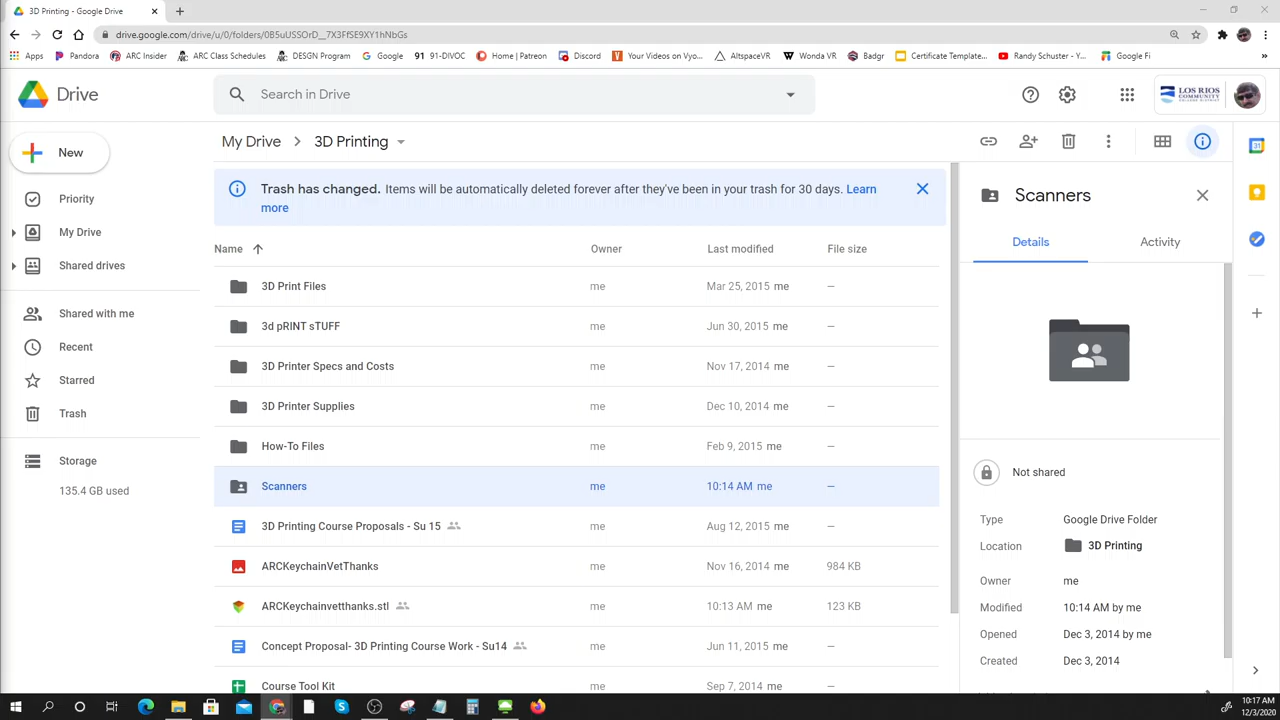 3D Printing - Google Drive
drive.google.com/drive/u/0/folders/0B5uUSSOrD__7X3FfSE9XY1hNbGs
Apps Pandora ARC Insider ARC Class Schedules DESGN Program Google 91 91-DIVOC Home | Patreon Discord Your Videos on Vyo... AltspaceVR Wonda VR Badgr Certificate Template... Randy Schuster - M... Google Fi
Drive
Search in Drive
LOS RIOS
COMMUNITY
COLLEGE DISTRICT
New
My Drive 3D Printing
Priority
My Drive
Shared drives
Shared with me
Recent
Starred
Trash
Storage
135.4 GB used
Trash has changed. Items will be automatically deleted forever after they've been in your trash for 30 days. Learn
more
Name Owner Last modified File size
3D Print Files me Mar 25, 2015 me –
3d pRINT sTUFF me Jun 30, 2015 me –
3D Printer Specs and Costs me Nov 17, 2014 me –
3D Printer Supplies me Dec 10, 2014 me –
How-To Files me Feb 9, 2015 me –
Scanners me 10:14 AM me –
3D Printing Course Proposals - Su 15 me Aug 12, 2015 me –
ARCKeychainVetThanks me Nov 16, 2014 me 984 KB
ARCKeychainvetthanks.stl me 10:13 AM me 123 KB
Concept Proposal- 3D Printing Course Work - Su14 me Jun 11, 2015 me –
Course Tool Kit me Sep 7, 2014 me –
Scanners
Details Activity
Not shared
Type Google Drive Folder
Location 3D Printing
Owner me
Modified 10:14 AM by me
Opened Dec 3, 2014 by me
Created Dec 3, 2014
31
10:17 AM
12/3/2020